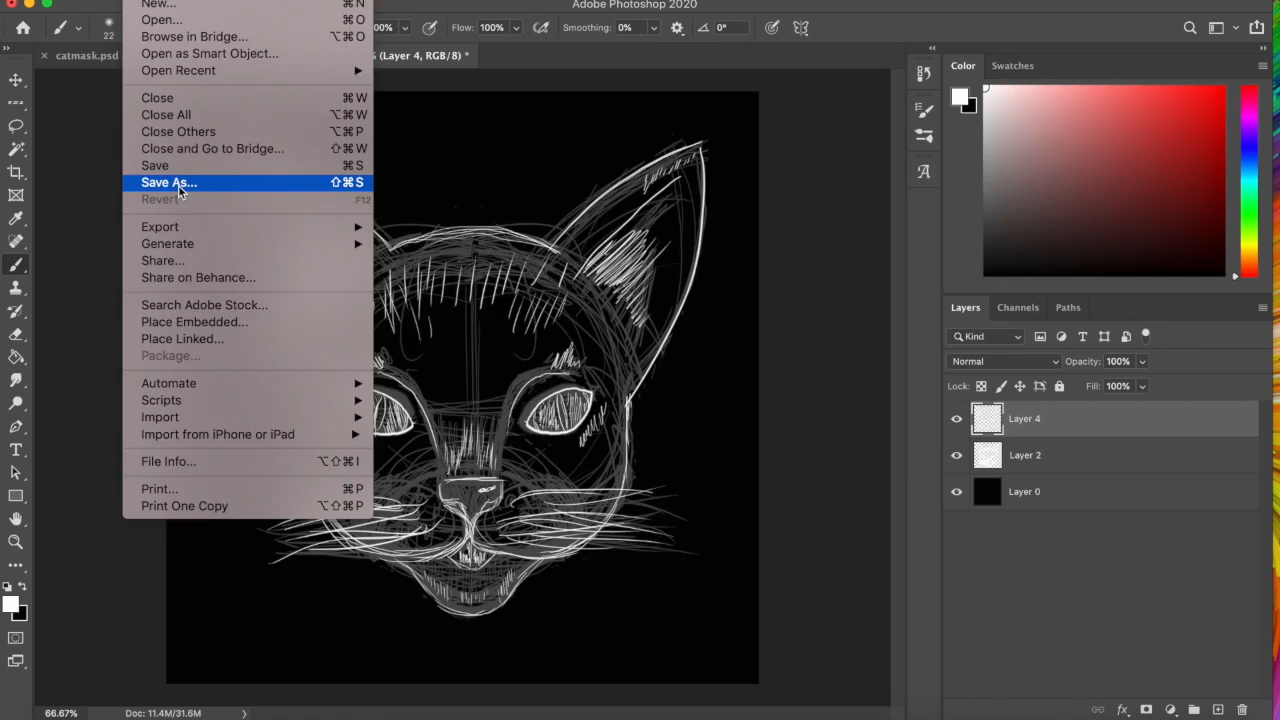 Adobe Photoshop 2020
22
00%
Flow: 100%
Smoothing: 0%
0°
× catmask.psd
% (Layer 4, RGB/8) *
New... ⌘N
Open... ⌘O
Browse in Bridge... ⌥⌘O
Open as Smart Object...
Open Recent
Close ⌘W
Close All ⌥⌘W
Close Others ⌥⌘P
Close and Go to Bridge... ⇧⌘W
Save ⌘S
Save As... ⇧⌘S
Revert F12
Export
Generate
Share...
Share on Behance...
Search Adobe Stock...
Place Embedded...
Place Linked...
Package...
Automate
Scripts
Import
Import from iPhone or iPad
File Info... ⌥⇧⌘I
Print... ⌘P
Print One Copy ⌥⇧⌘P
Color Swatches
Layers Channels Paths
Kind
Normal Opacity: 100%
Lock: Fill: 100%
Layer 4
Layer 2
Layer 0
66.67% Doc: 11.4M/31.6M